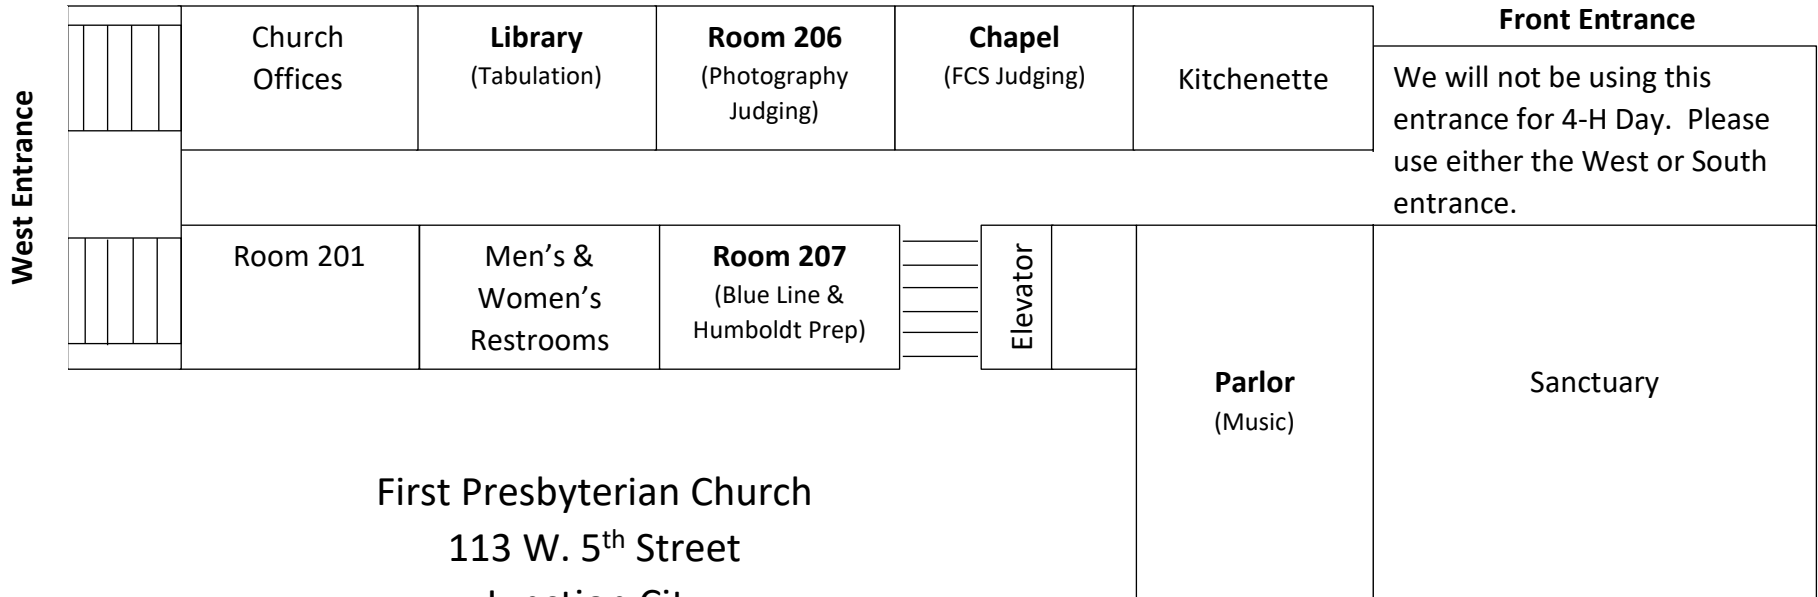 Front Entrance
Church
Offices
Library
(Tabulation)
Room 206
(Photography
Judging)
Chapel
(FCS Judging)
Kitchenette
We will not be using this
entrance for 4-H Day.  Please
use either the West or South
entrance.
West Entrance
Room 201
Men’s &
Women’s
Restrooms
Room 207
(Blue Line &
Humboldt Prep)
Elevator
Parlor
(Music)
Sanctuary
First Presbyterian Church
113 W. 5th Street
Junction City